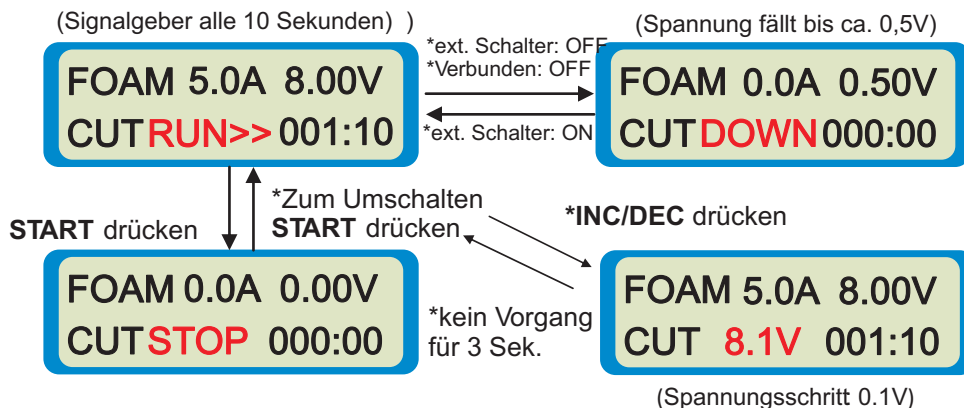 (Signalgeber alle 10 Sekunden) )
FOAM 5.0A 8.00V
CUT RUN>> 001:10
*ext. Schalter: OFF
*Verbunden: OFF
*ext. Schalter: ON
(Spannung fällt bis ca. 0,5V)
FOAM 0.0A 0.50V
CUT DOWN 000:00
START drücken
*Zum Umschalten
START drücken
*INC/DEC drücken
FOAM 0.0A 0.00V
CUT STOP 000:00
*kein Vorgang
für 3 Sek.
FOAM 5.0A 8.00V
CUT 8.1V 001:10
(Spannungsschritt 0.1V)